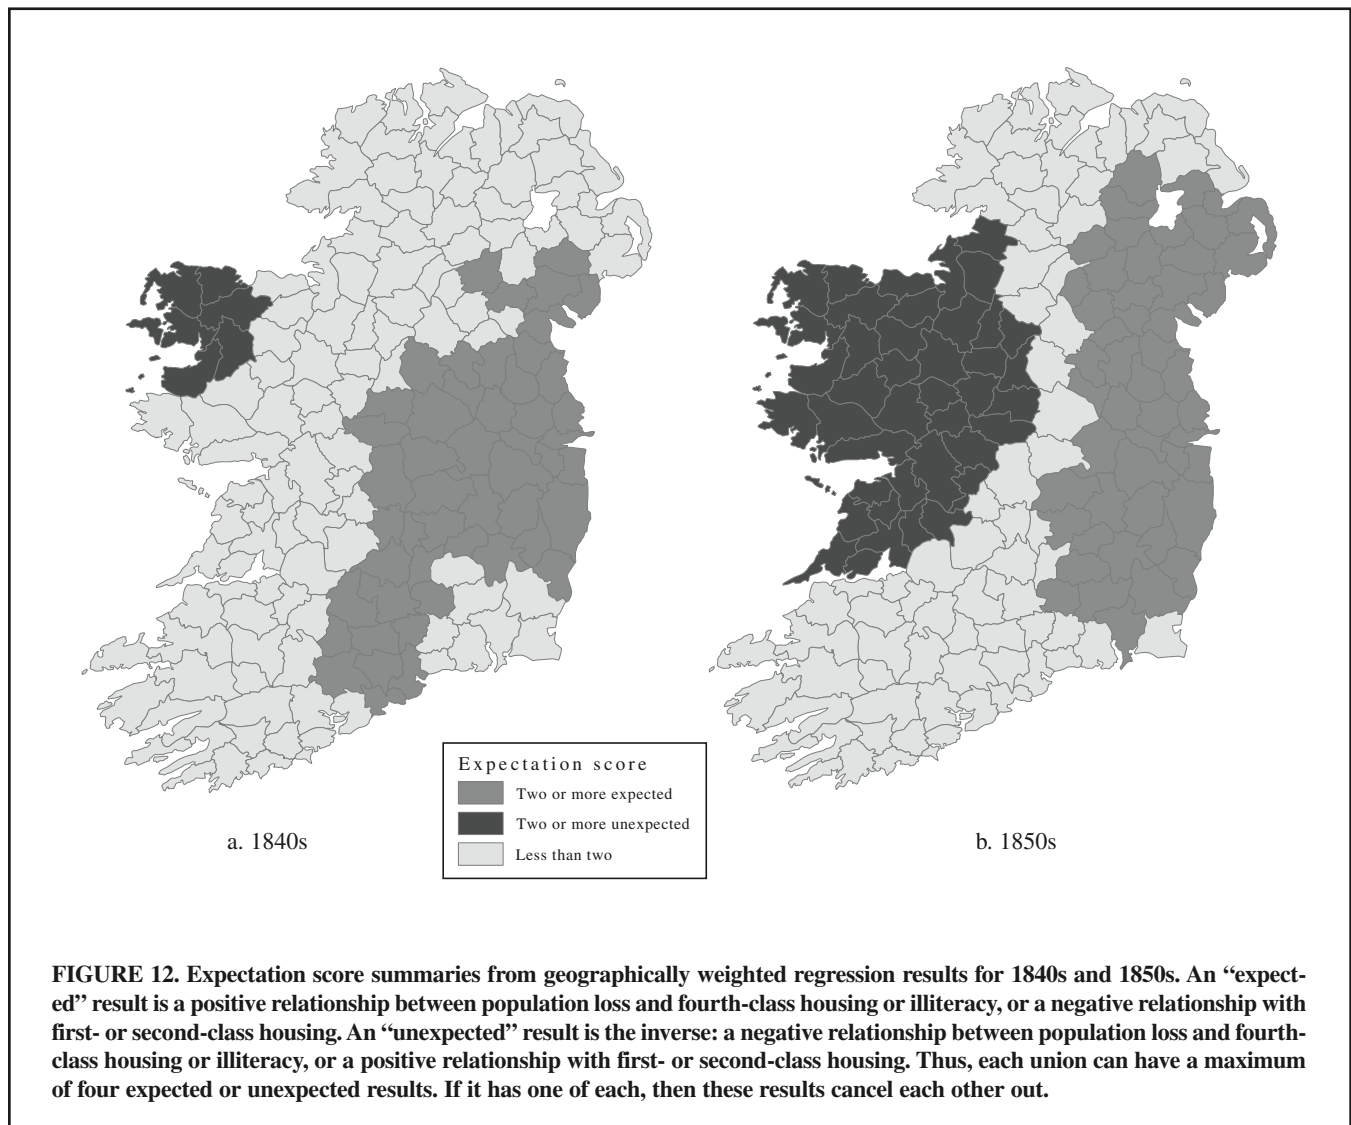 Expectation score
Two or more expected
Two or more unexpected
Less than two
a. 1840s
b. 1850s
FIGURE 12. Expectation score summaries from geographically weighted regression results for 1840s and 1850s. An “expect-
ed” result is a positive relationship between population loss and fourth-class housing or illiteracy, or a negative relationship with
first- or second-class housing. An “unexpected” result is the inverse: a negative relationship between population loss and fourth-
class housing or illiteracy, or a positive relationship with first- or second-class housing. Thus, each union can have a maximum
of four expected or unexpected results. If it has one of each, then these results cancel each other out.